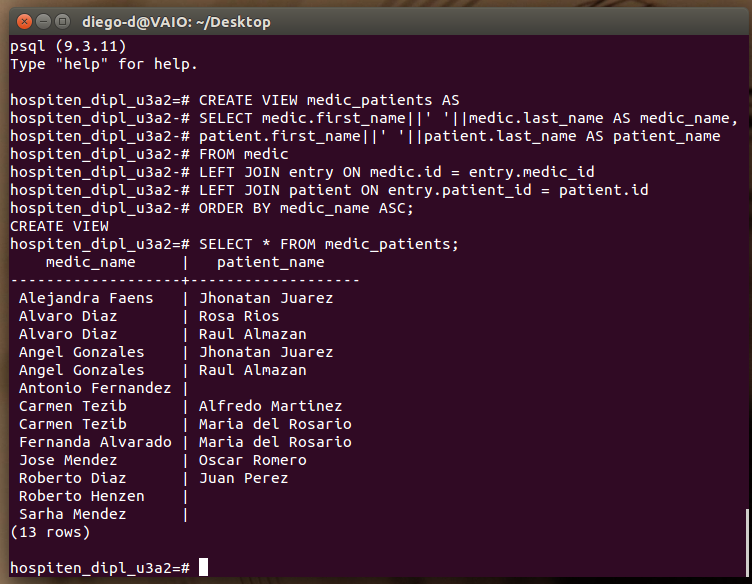 diego-d@VAIO: ~/Desktop
psql (9.3.11)
Type "help" for help.
hospiten_dipl_u3a2=# CREATE VIEW medic_patients AS
hospiten_dipl_u3a2-# SELECT medic.first_name||' '||medic.last_name AS medic_name,
hospiten_dipl_u3a2-# patient.first_name||' '||patient.last_name AS patient_name
hospiten_dipl_u3a2-# FROM medic
hospiten_dipl_u3a2-# LEFT JOIN entry ON medic.id = entry.medic_id
hospiten_dipl_u3a2-# LEFT JOIN patient ON entry.patient_id = patient.id
hospiten_dipl_u3a2-# ORDER BY medic_name ASC;
CREATE VIEW
hospiten_dipl_u3a2=# SELECT * FROM medic_patients;
    medic_name     |   patient_name
-------------------+-------------------
 Alejandra Faens   | Jhonatan Juarez
 Alvaro Diaz       | Rosa Rios
 Alvaro Diaz       | Raul Almazan
 Angel Gonzales    | Jhonatan Juarez
 Angel Gonzales    | Raul Almazan
 Antonio Fernandez |
 Carmen Tezib      | Alfredo Martinez
 Carmen Tezib      | Maria del Rosario
 Fernanda Alvarado | Maria del Rosario
 Jose Mendez       | Oscar Romero
 Roberto Diaz      | Juan Perez
 Roberto Henzen    |
 Sarha Mendez      |
(13 rows)
hospiten_dipl_u3a2=#